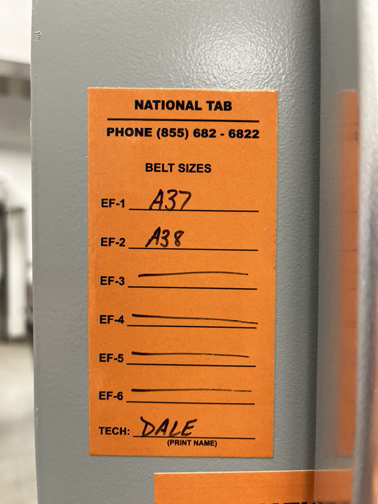 NATIONAL TAB
PHONE (855) 682 - 6822
BELT SIZES
EF-1 A37
EF-2 A38
EF-3
EF-4
EF-5
EF-6
TECH: DALE
(PRINT NAME)